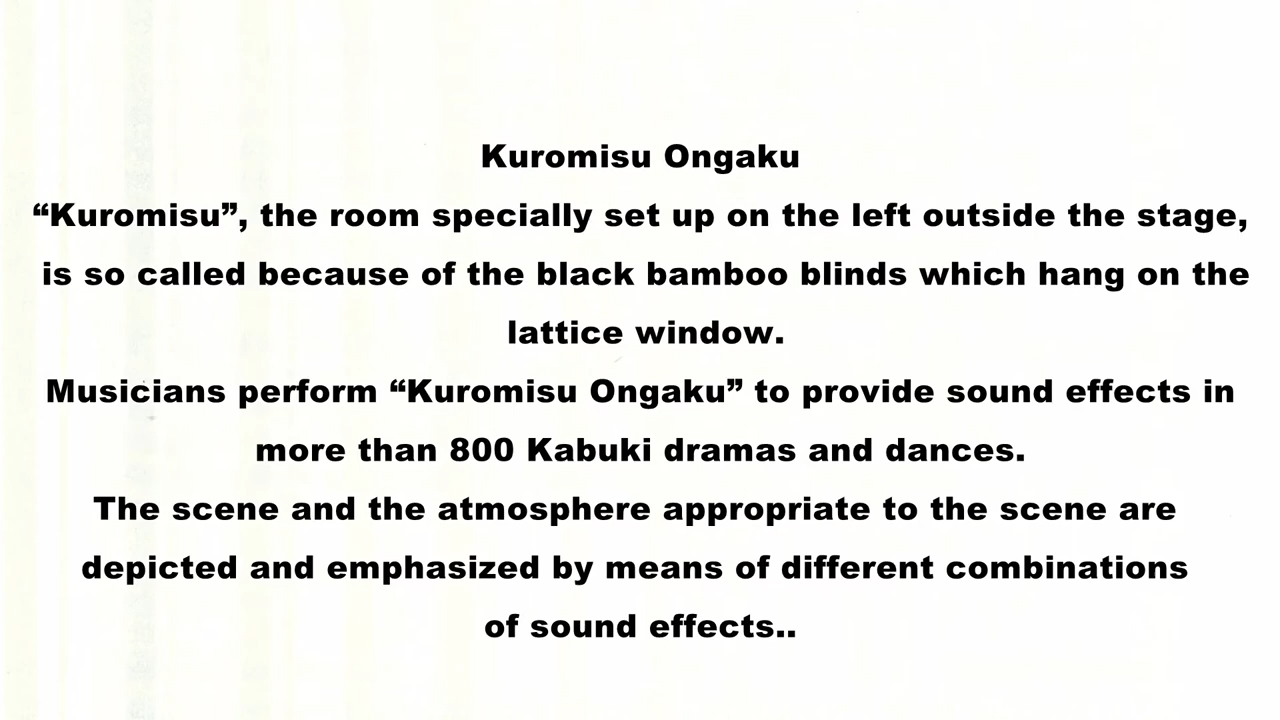 Kuromisu Ongaku
“Kuromisu”, the room specially set up on the left outside the stage,
is so called because of the black bamboo blinds which hang on the
lattice window.
Musicians perform “Kuromisu Ongaku” to provide sound effects in
more than 800 Kabuki dramas and dances.
The scene and the atmosphere appropriate to the scene are
depicted and emphasized by means of different combinations
of sound effects..